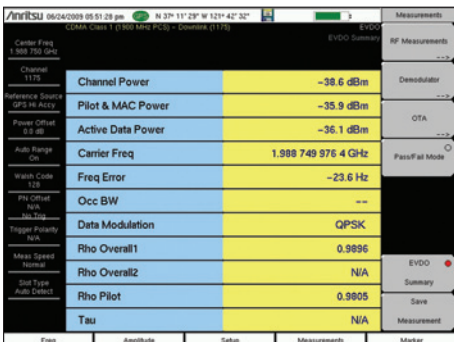 Anritsu 06/24/2009 05:51:28 pm N 37° 11' 29" W 121° 42' 32" Measurements
CDMA Class 1 (1900 MHz PCS) - Downlink (1175) EVDO
EVDO Summary
Center Freq
1.988 750 GHz
Channel
1175
Reference Source
GPS Hi Accy
Power Offset
0.0 dB
Auto Range
On
Walsh Code
128
PN Offset
N/A
No Trig
Trigger Polarity
N/A
Meas Speed
Normal
Slot Type
Auto Detect
Channel Power -38.6 dBm
Pilot & MAC Power -35.9 dBm
Active Data Power -36.1 dBm
Carrier Freq 1.988 749 976 4 GHz
Freq Error -23.6 Hz
Occ BW --
Data Modulation QPSK
Rho Overall1 0.9896
Rho Overall2 N/A
Rho Pilot 0.9805
Tau N/A
RF Measurements
-->
Demodulator
-->
OTA
-->
Pass/Fail Mode
EVDO
Summary
Save
Measurement
Freq Amplitude Setup Measurements Marker